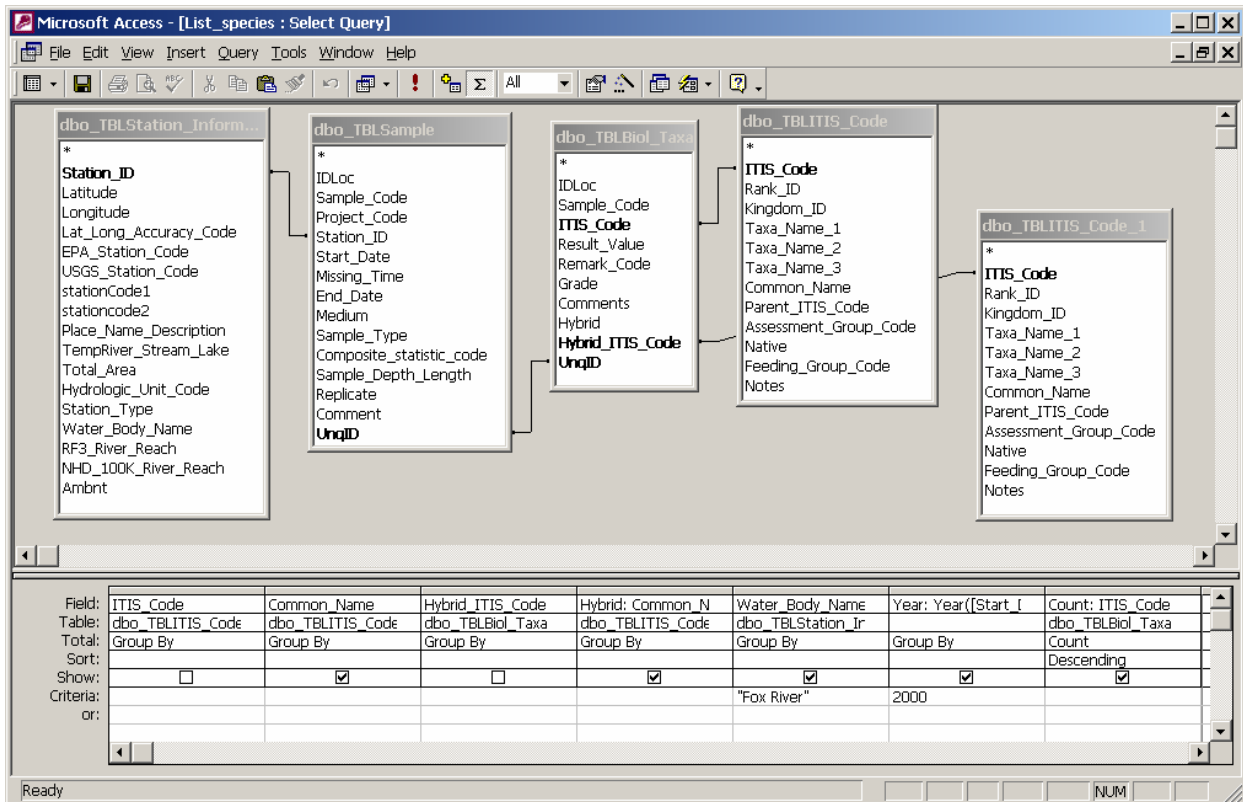 Microsoft Access - [List_species : Select Query]
File Edit View Insert Query Tools Window Help
All
dbo_TBLStation_Inform...
*
Station_ID
Latitude
Longitude
Lat_Long_Accuracy_Code
EPA_Station_Code
USGS_Station_Code
stationCode1
stationcode2
Place_Name_Description
TempRiver_Stream_Lake
Total_Area
Hydrologic_Unit_Code
Station_Type
Water_Body_Name
RF3_River_Reach
NHD_100K_River_Reach
Ambnt
dbo_TBLSample
*
IDLoc
Sample_Code
Project_Code
Station_ID
Start_Date
Missing_Time
End_Date
Medium
Sample_Type
Composite_statistic_code
Sample_Depth_Length
Replicate
Comment
UnqID
dbo_TBLBiol_Taxa
*
IDLoc
Sample_Code
ITIS_Code
Result_Value
Remark_Code
Grade
Comments
Hybrid
Hybrid_ITIS_Code
UnqID
dbo_TBLITIS_Code
*
ITIS_Code
Rank_ID
Kingdom_ID
Taxa_Name_1
Taxa_Name_2
Taxa_Name_3
Common_Name
Parent_ITIS_Code
Assessment_Group_Code
Native
Feeding_Group_Code
Notes
dbo_TBLITIS_Code_1
*
ITIS_Code
Rank_ID
Kingdom_ID
Taxa_Name_1
Taxa_Name_2
Taxa_Name_3
Common_Name
Parent_ITIS_Code
Assessment_Group_Code
Native
Feeding_Group_Code
Notes
Field: ITIS_Code Common_Name Hybrid_ITIS_Code Hybrid: Common_N Water_Body_Name Year: Year([Start_D Count: ITIS_Code
Table: dbo_TBLITIS_Code dbo_TBLITIS_Code dbo_TBLBiol_Taxa dbo_TBLITIS_Code dbo_TBLStation_Ir dbo_TBLBiol_Taxa
Total: Group By Group By Group By Group By Group By Group By Count
Sort: Descending
Show:
Criteria: "Fox River" 2000
or:
Ready NUM